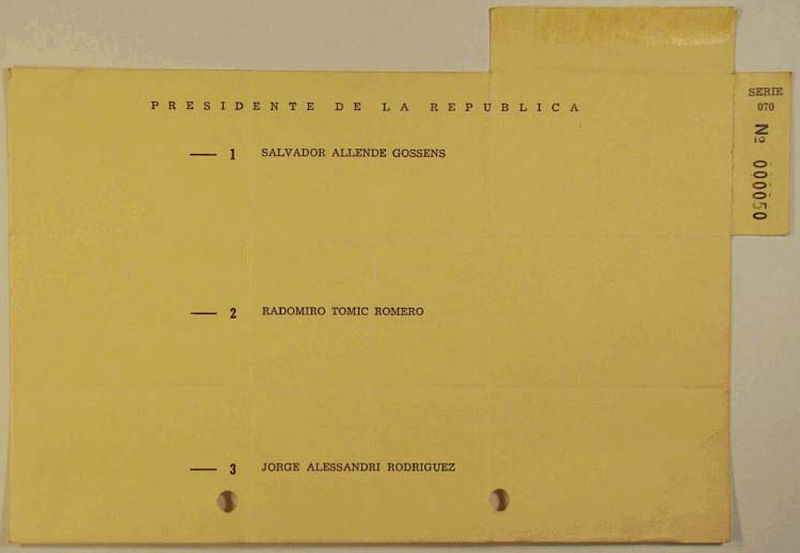 PRESIDENTE DE LA REPUBLICA
1 SALVADOR ALLENDE GOSSENS
2 RADOMIRO TOMIC ROMERO
3 JORGE ALESSANDRI RODRIGUEZ
SERIE
070
Nº 000050